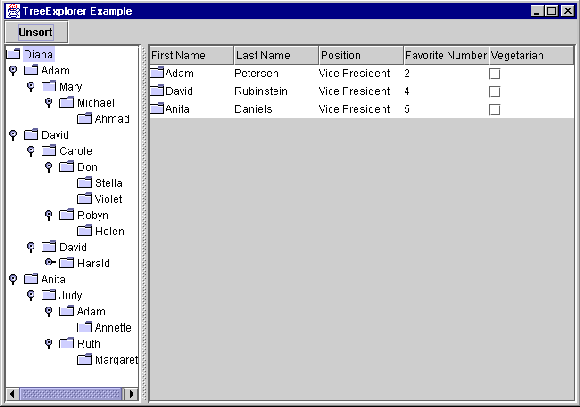 TreeExplorer Example
Unsort
Diana
Adam
Mary
Michael
Ahmad
David
Carole
Don
Stella
Violet
Robyn
Helen
David
Harald
Anita
Judy
Adam
Annette
Ruth
Margaret
First Name Last Name Position Favorite Number Vegetarian
Adam Petersen Vice President 2
David Rubinstein Vice President 4
Anita Daniels Vice President 5